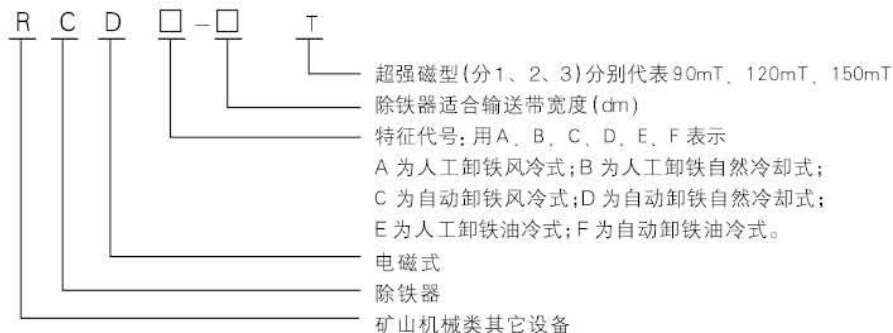 R C D □-□ T
超强磁型(分1、2、3)分别代表90mT、120mT、150mT
除铁器适合输送带宽度(dm)
特征代号:用A、B、C、D、E、F表示
A为人工卸铁风冷式;B为人工卸铁自然冷却式;
C为自动卸铁风冷式;D为自动卸铁自然冷却式;
E为人工卸铁油冷式;F为自动卸铁油冷式。
电磁式
除铁器
矿山机械类其它设备